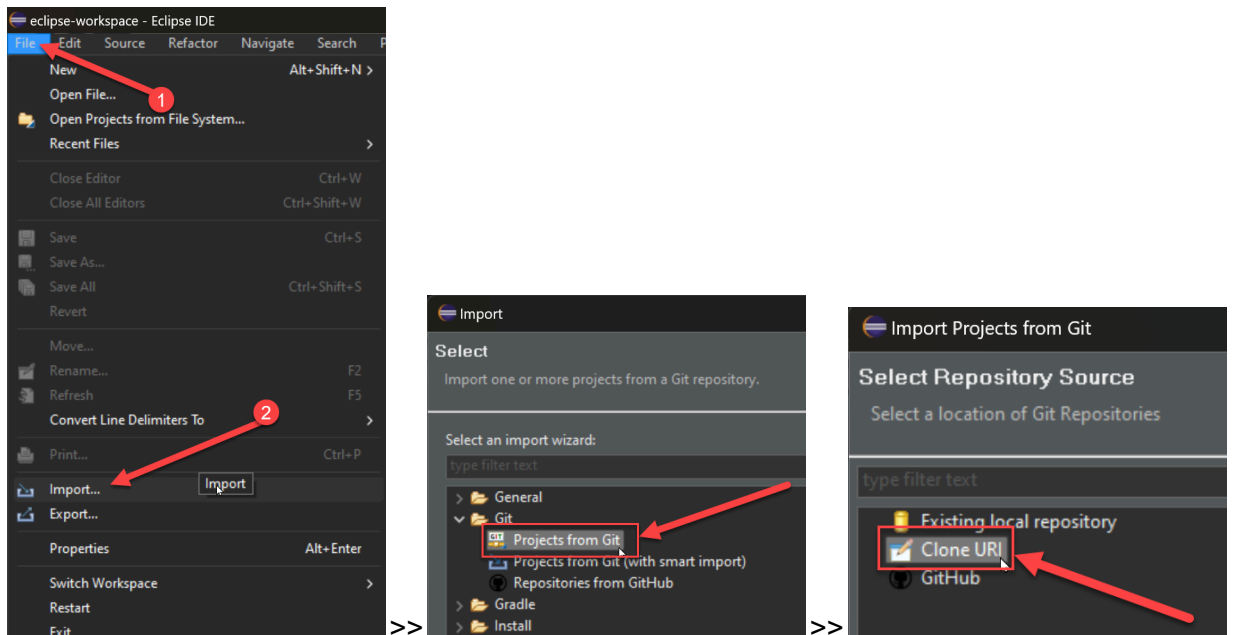 eclipse-workspace - Eclipse IDE
File Edit Source Refactor Navigate Search P
New Alt+Shift+N >
1
Open File...
Open Projects from File System...
Recent Files >
Close Editor Ctrl+W
Close All Editors Ctrl+Shift+W
Save Ctrl+S
Save As...
Save All Ctrl+Shift+S
Revert
Move...
Rename... F2
Refresh F5
2
Convert Line Delimiters To >
Print... Ctrl+P
Import... Import
Export...
Properties Alt+Enter
Switch Workspace >
Restart
Exit
>>
Import
Select
Import one or more projects from a Git repository.
Select an import wizard:
type filter text
General
Git
GIT Projects from Git
Projects from Git (with smart import)
Repositories from GitHub
Gradle
Install
>>
Import Projects from Git
Select Repository Source
Select a location of Git Repositories
type filter text
Existing local repository
Clone URI
GitHub